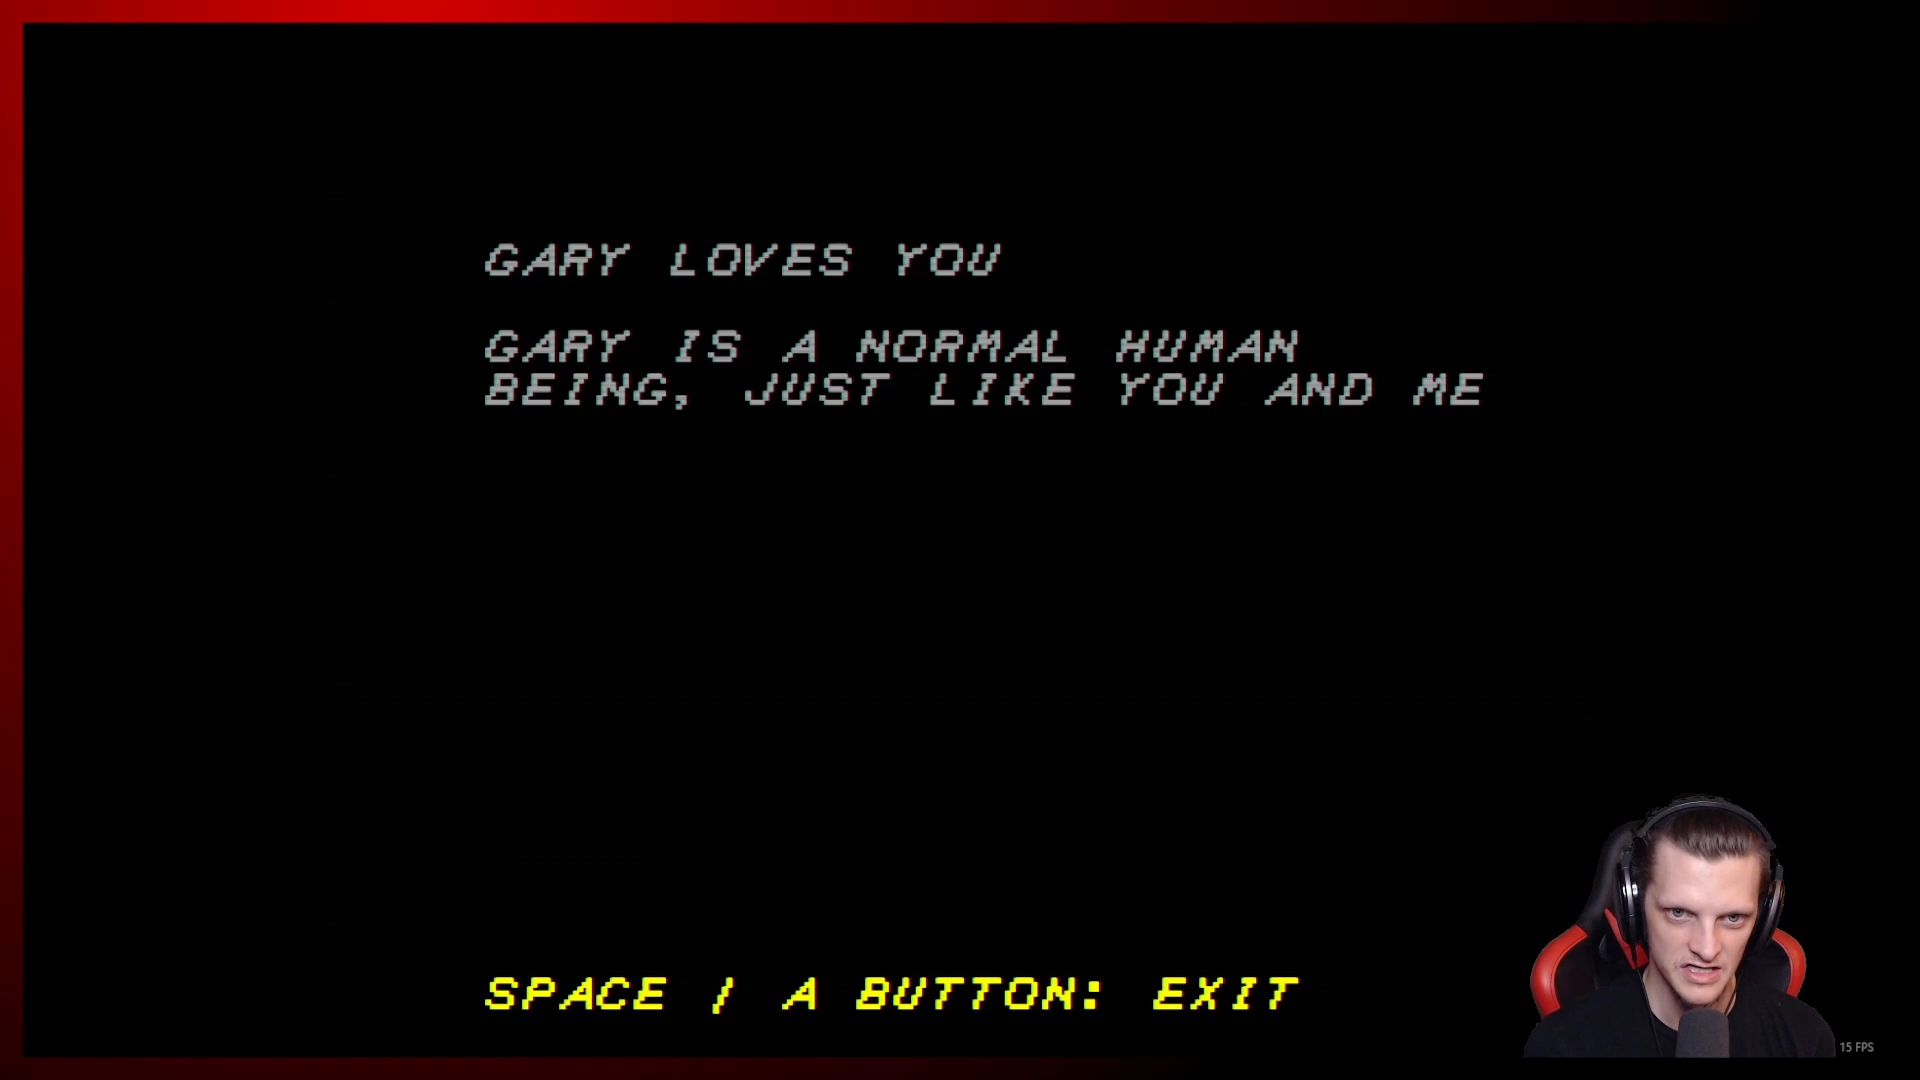 GARY LOVES YOU
GARY IS A NORMAL HUMAN
BEING, JUST LIKE YOU AND ME
SPACE / A BUTTON: EXIT
15 FPS